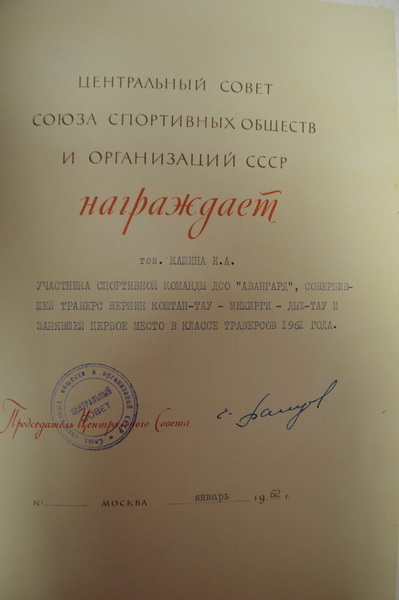 ЦЕНТРАЛЬНЫЙ СОВЕТ
СОЮЗА СПОРТИВНЫХ ОБЩЕСТВ
И ОРГАНИЗАЦИЙ СССР
награждает
тов. КАШИНА Н.А.
УЧАСТНИКА СПОРТИВНОЙ КОМАНДЫ ДСО "АВАНГАРД", СОВЕРШИВ-
ШЕЙ ТРАВЕРС ВЕРШИН КОШТАН-ТАУ - МИЖИРГИ - ДЫХ-ТАУ И
ЗАНЯВШЕЙ ПЕРВОЕ МЕСТО В КЛАССЕ ТРАВЕРСОВ 1961 ГОДА.
ЦЕНТРАЛЬНЫЙ
СОВЕТ
Председатель Центрального Совета
№ МОСКВА январь 1962 г.